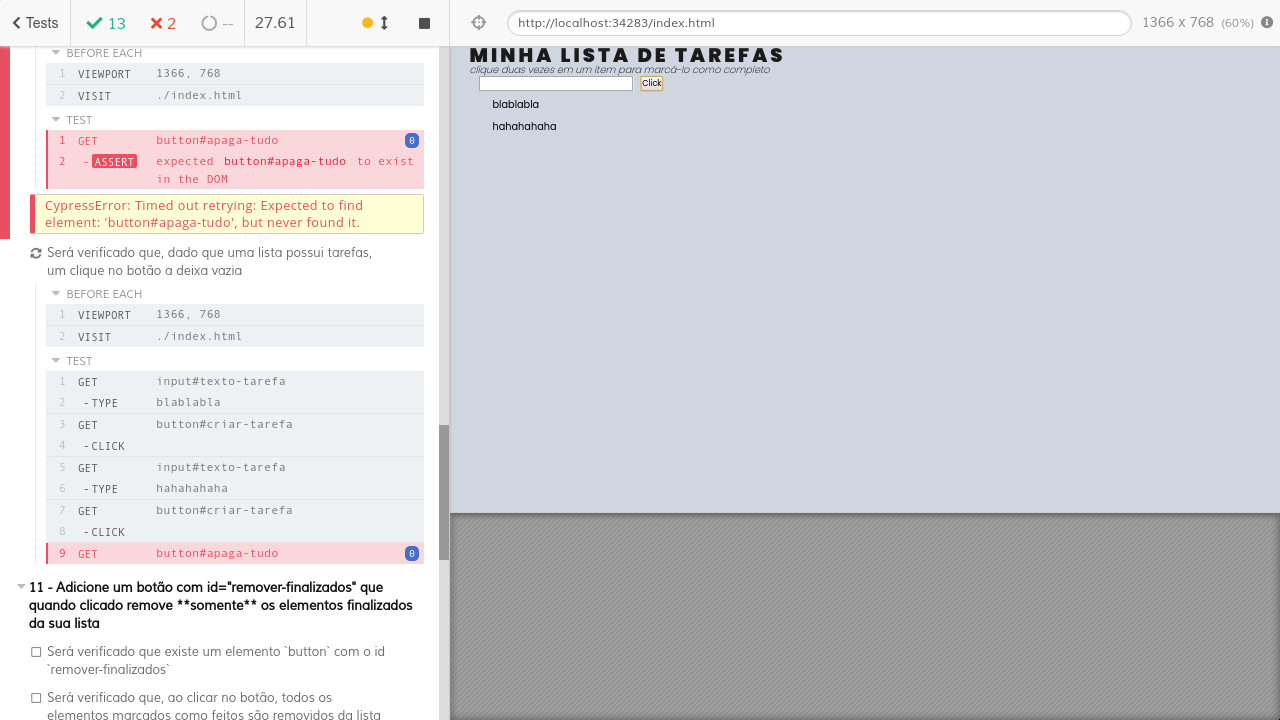 Tests
13
2
--
27.61
http://localhost:34283/index.html
1366 x 768 (60%)
BEFORE EACH
1 VIEWPORT 1366, 768
2 VISIT ./index.html
TEST
1 GET button#apaga-tudo 0
2 -ASSERT expected button#apaga-tudo to exist
in the DOM
CypressError: Timed out retrying: Expected to find
element: 'button#apaga-tudo', but never found it.
Será verificado que, dado que uma lista possui tarefas,
um clique no botão a deixa vazia
BEFORE EACH
1 VIEWPORT 1366, 768
2 VISIT ./index.html
TEST
1 GET input#texto-tarefa
2 -TYPE blablabla
3 GET button#criar-tarefa
4 -CLICK
5 GET input#texto-tarefa
6 -TYPE hahahahaha
7 GET button#criar-tarefa
8 -CLICK
9 GET button#apaga-tudo 0
11 - Adicione um botão com id="remover-finalizados" que
quando clicado remove **somente** os elementos finalizados
da sua lista
Será verificado que existe um elemento `button` com o id
`remover-finalizados`
Será verificado que, ao clicar no botão, todos os
elementos marcados como feitos são removidos da lista
MINHA LISTA DE TAREFAS
clique duas vezes em um item para marcá-lo como completo
Click
blablabla
hahahahaha